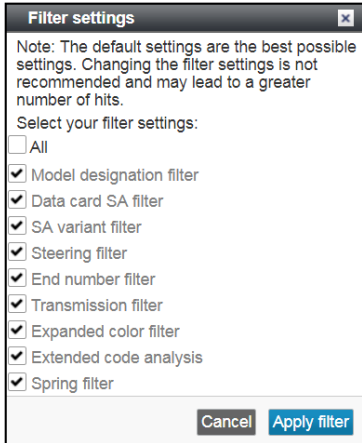 Filter settings
Note: The default settings are the best possible
settings. Changing the filter settings is not
recommended and may lead to a greater
number of hits.
Select your filter settings:
All
Model designation filter
Data card SA filter
SA variant filter
Steering filter
End number filter
Transmission filter
Expanded color filter
Extended code analysis
Spring filter
Cancel Apply filter